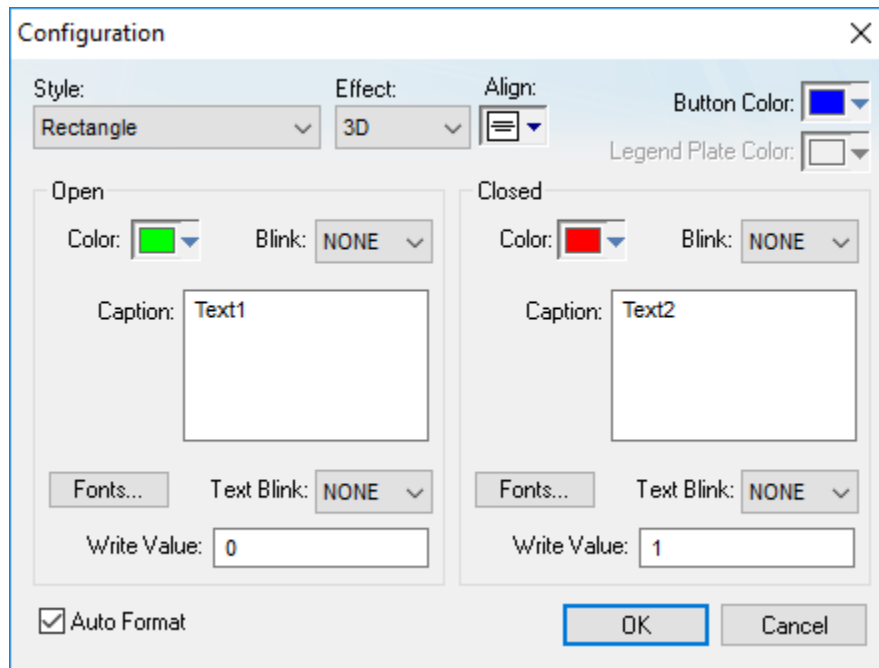 Configuration
Style:
Effect:
Align:
Button Color:
Rectangle
3D
Legend Plate Color:
Open
Closed
Color:
Blink:
NONE
Color:
Blink:
NONE
Caption:
Text1
Caption:
Text2
Fonts...
Text Blink:
NONE
Fonts...
Text Blink:
NONE
Write Value:
0
Write Value:
1
Auto Format
OK
Cancel